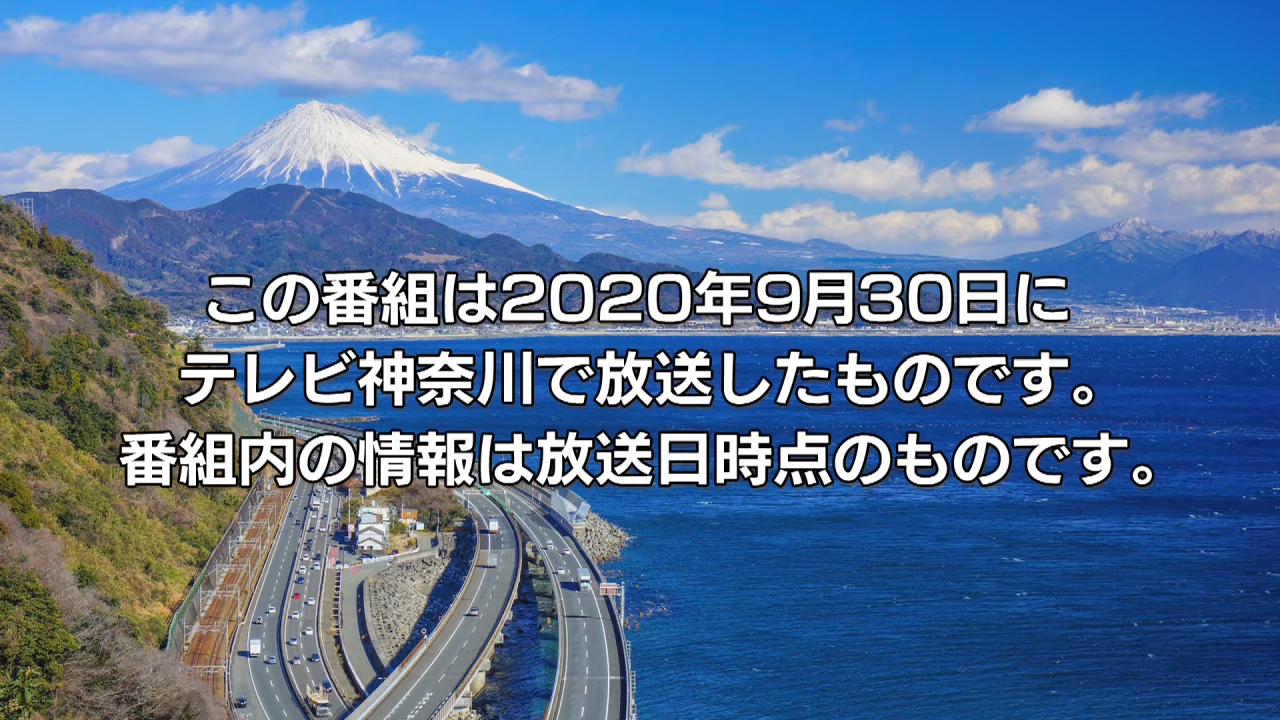 この番組は2020年9月30日に
テレビ神奈川で放送したものです。
番組内の情報は放送日時点のものです。